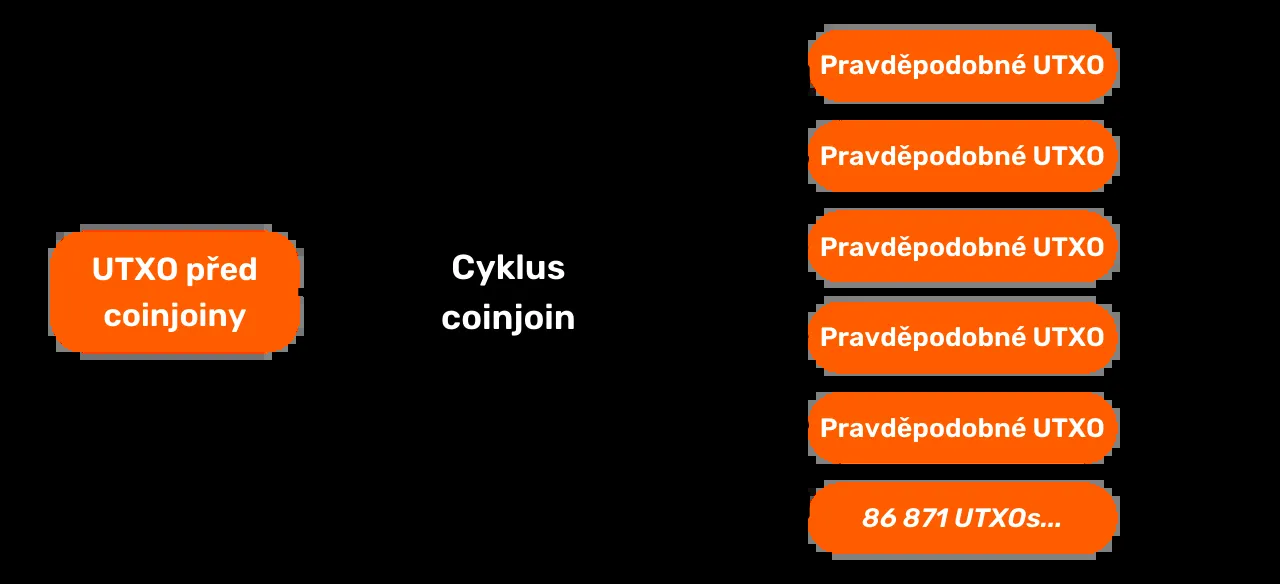 UTXO před
coinjoiny
Cyklus
coinjoin
Pravděpodobné UTXO
Pravděpodobné UTXO
Pravděpodobné UTXO
Pravděpodobné UTXO
Pravděpodobné UTXO
86 871 UTXOs...